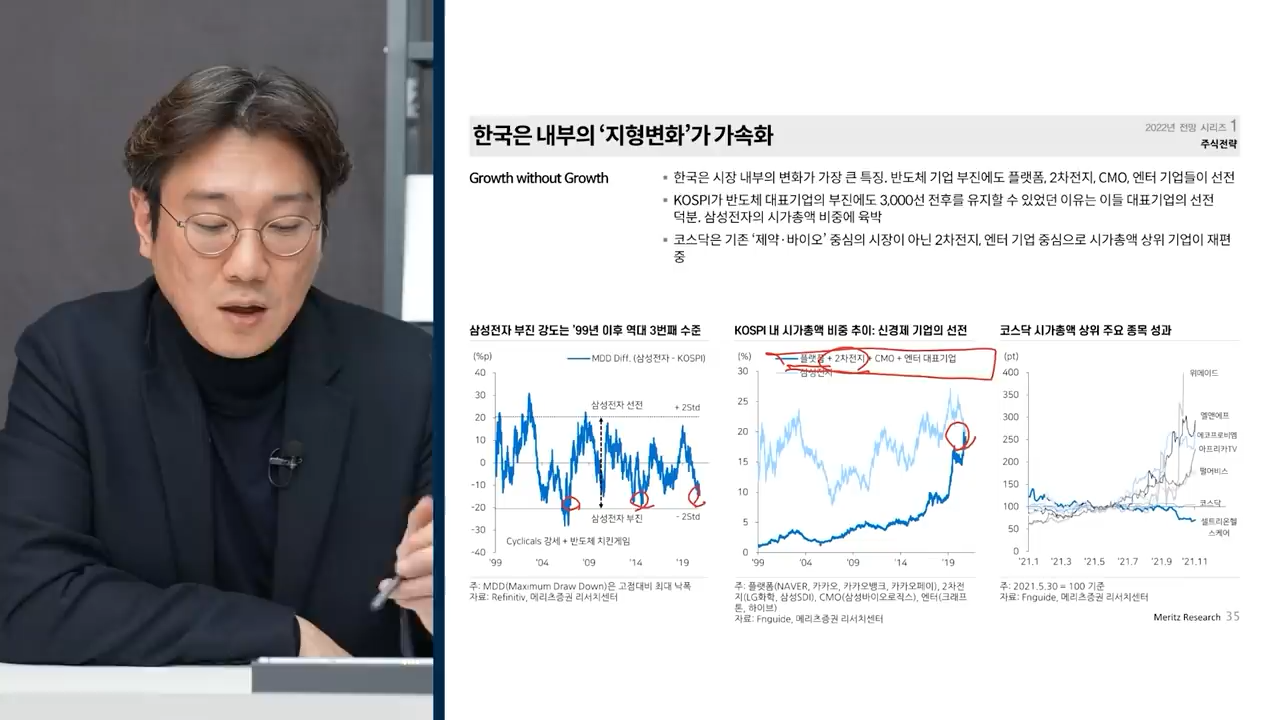 한국은 내부의 ‘지형변화’가 가속화
2022년 전망 시리즈 1
주식전략
Growth without Growth
▪ 한국은 시장 내부의 변화가 가장 큰 특징. 반도체 기업 부진에도 플랫폼, 2차전지, CMO, 엔터 기업들이 선전
▪ KOSPI가 반도체 대표기업의 부진에도 3,000선 전후를 유지할 수 있었던 이유는 이들 대표기업의 선전
덕분. 삼성전자의 시가총액 비중에 육박
▪ 코스닥은 기존 ‘제약·바이오’ 중심의 시장이 아닌 2차전지, 엔터 기업 중심으로 시가총액 상위 기업이 재편
중
삼성전자 부진 강도는 ’99년 이후 역대 3번째 수준
(%p)
MDD Diff. (삼성전자 - KOSPI)
40
30
20
10
0
-10
-20
-30
-40
삼성전자 선전
+ 2Std
삼성전자 부진
- 2Std
Cyclicals 강세 + 반도체 치킨게임
'99 '04 '09 '14 '19
주: MDD(Maximum Draw Down)은 고점대비 최대 낙폭
자료: Refinitiv, 메리츠증권 리서치센터
KOSPI 내 시가총액 비중 추이: 신경제 기업의 선전
(%)
플랫폼 + 2차전지 + CMO + 엔터 대표기업
삼성전자
30
25
20
15
10
5
0
'99 '04 '09 '14 '19
주: 플랫폼(NAVER, 카카오, 카카오뱅크, 카카오페이), 2차전
지(LG화학, 삼성SDI), CMO(삼성바이오로직스), 엔터(크래프
톤, 하이브)
자료: Fnguide, 메리츠증권 리서치센터
코스닥 시가총액 상위 주요 종목 성과
(pt)
400
350
300
250
200
150
100
50
0
위메이드
엘앤에프
에코프로비엠
아프리카TV
펄어비스
코스닥
셀트리온헬
스케어
'21.1 '21.3 '21.5 '21.7 '21.9 '21.11
주: 2021.5.30 = 100 기준
자료: Fnguide, 메리츠증권 리서치센터
Meritz Research 35